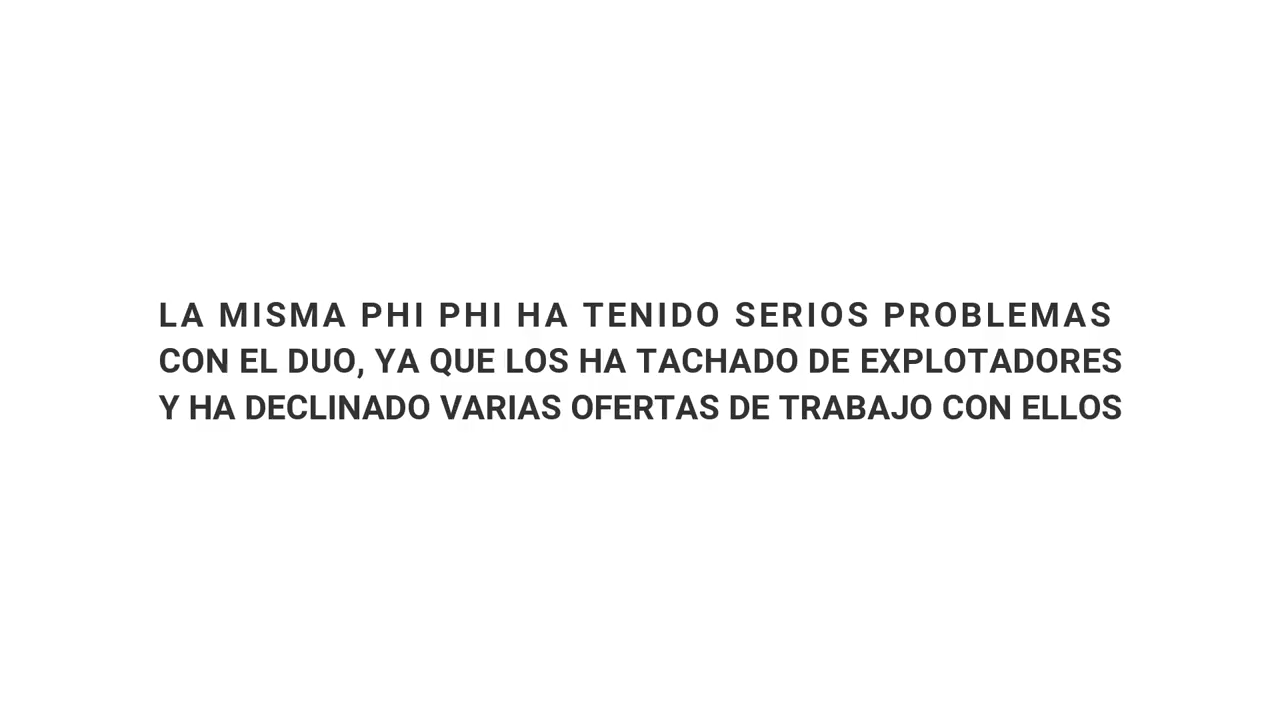 LA MISMA PHI PHI HA TENIDO SERIOS PROBLEMAS
CON EL DUO, YA QUE LOS HA TACHADO DE EXPLOTADORES
Y HA DECLINADO VARIAS OFERTAS DE TRABAJO CON ELLOS